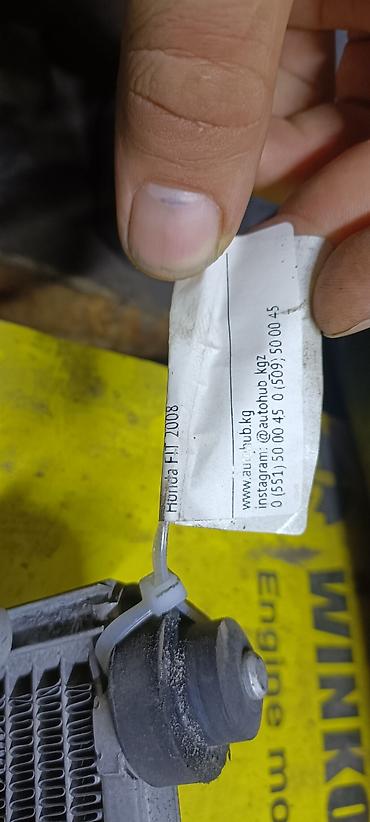 Honda FIT 2008
www.autohub.kg
instagram: @autohub_kgz
0 (551) 50 00 45 0 (509) 50 00 45
WINKO
Engine mo